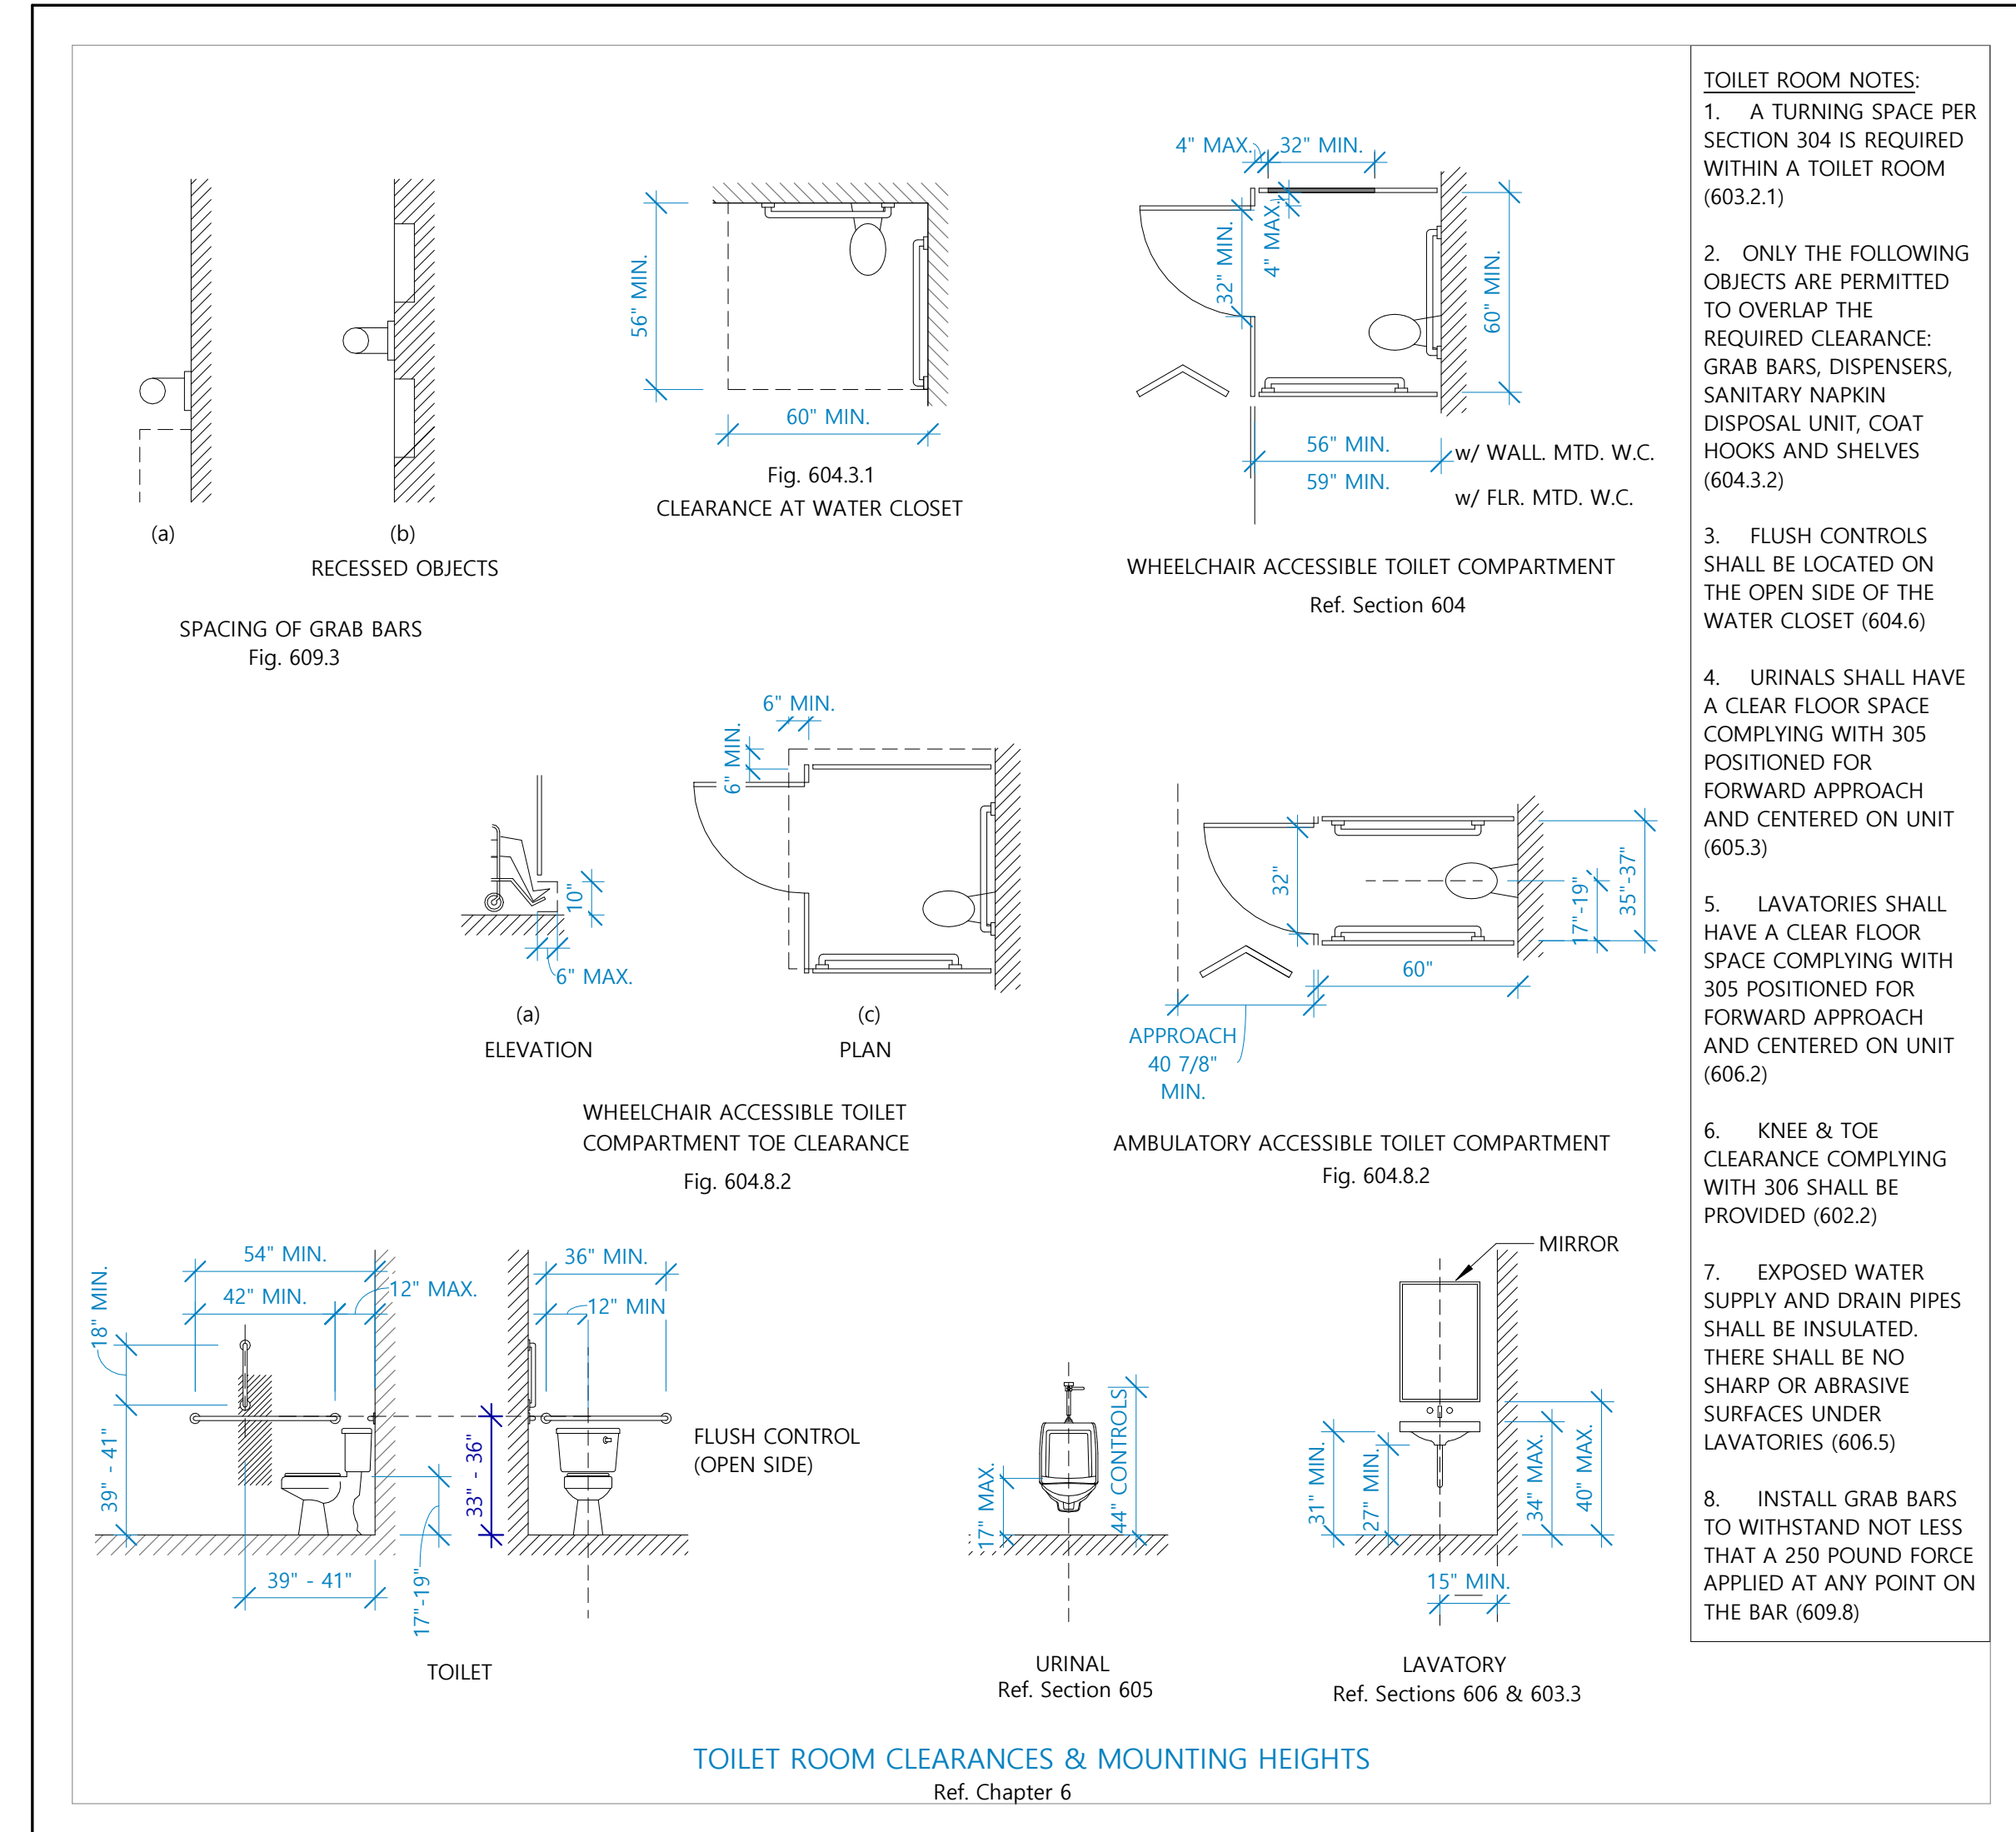 4" MAX.
32" MIN.
4" MAX.
32" MIN.
60" MIN.
56" MIN.
w/ WALL. MTD. W.C.
59" MIN.
w/ FLR. MTD. W.C.
WHEELCHAIR ACCESSIBLE TOILET COMPARTMENT
Ref. Section 604
56" MIN.
60" MIN.
Fig. 604.3.1
CLEARANCE AT WATER CLOSET
(a)
(b)
RECESSED OBJECTS
SPACING OF GRAB BARS
Fig. 609.3
6" MIN.
6" MIN.
10"
6" MAX.
(a)
ELEVATION
(c)
PLAN
WHEELCHAIR ACCESSIBLE TOILET
COMPARTMENT TOE CLEARANCE
Fig. 604.8.2
32"
17"-19"
35"-37"
60"
APPROACH
40 7/8"
MIN.
AMBULATORY ACCESSIBLE TOILET COMPARTMENT
Fig. 604.8.2
54" MIN.
42" MIN.
12" MAX.
18" MIN.
39" - 41"
39" - 41"
17"-19"
36" MIN.
12" MIN
33" - 36"
FLUSH CONTROL
(OPEN SIDE)
TOILET
17" MAX.
44" CONTROLS
URINAL
Ref. Section 605
MIRROR
31" MIN.
27" MIN.
34" MAX.
40" MAX.
15" MIN.
LAVATORY
Ref. Sections 606 & 603.3
TOILET ROOM CLEARANCES & MOUNTING HEIGHTS
Ref. Chapter 6
TOILET ROOM NOTES:
1. A TURNING SPACE PER
SECTION 304 IS REQUIRED
WITHIN A TOILET ROOM
(603.2.1)
2. ONLY THE FOLLOWING
OBJECTS ARE PERMITTED
TO OVERLAP THE
REQUIRED CLEARANCE:
GRAB BARS, DISPENSERS,
SANITARY NAPKIN
DISPOSAL UNIT, COAT
HOOKS AND SHELVES
(604.3.2)
3. FLUSH CONTROLS
SHALL BE LOCATED ON
THE OPEN SIDE OF THE
WATER CLOSET (604.6)
4. URINALS SHALL HAVE
A CLEAR FLOOR SPACE
COMPLYING WITH 305
POSITIONED FOR
FORWARD APPROACH
AND CENTERED ON UNIT
(605.3)
5. LAVATORIES SHALL
HAVE A CLEAR FLOOR
SPACE COMPLYING WITH
305 POSITIONED FOR
FORWARD APPROACH
AND CENTERED ON UNIT
(606.2)
6. KNEE & TOE
CLEARANCE COMPLYING
WITH 306 SHALL BE
PROVIDED (602.2)
7. EXPOSED WATER
SUPPLY AND DRAIN PIPES
SHALL BE INSULATED.
THERE SHALL BE NO
SHARP OR ABRASIVE
SURFACES UNDER
LAVATORIES (606.5)
8. INSTALL GRAB BARS
TO WITHSTAND NOT LESS
THAT A 250 POUND FORCE
APPLIED AT ANY POINT ON
THE BAR (609.8)